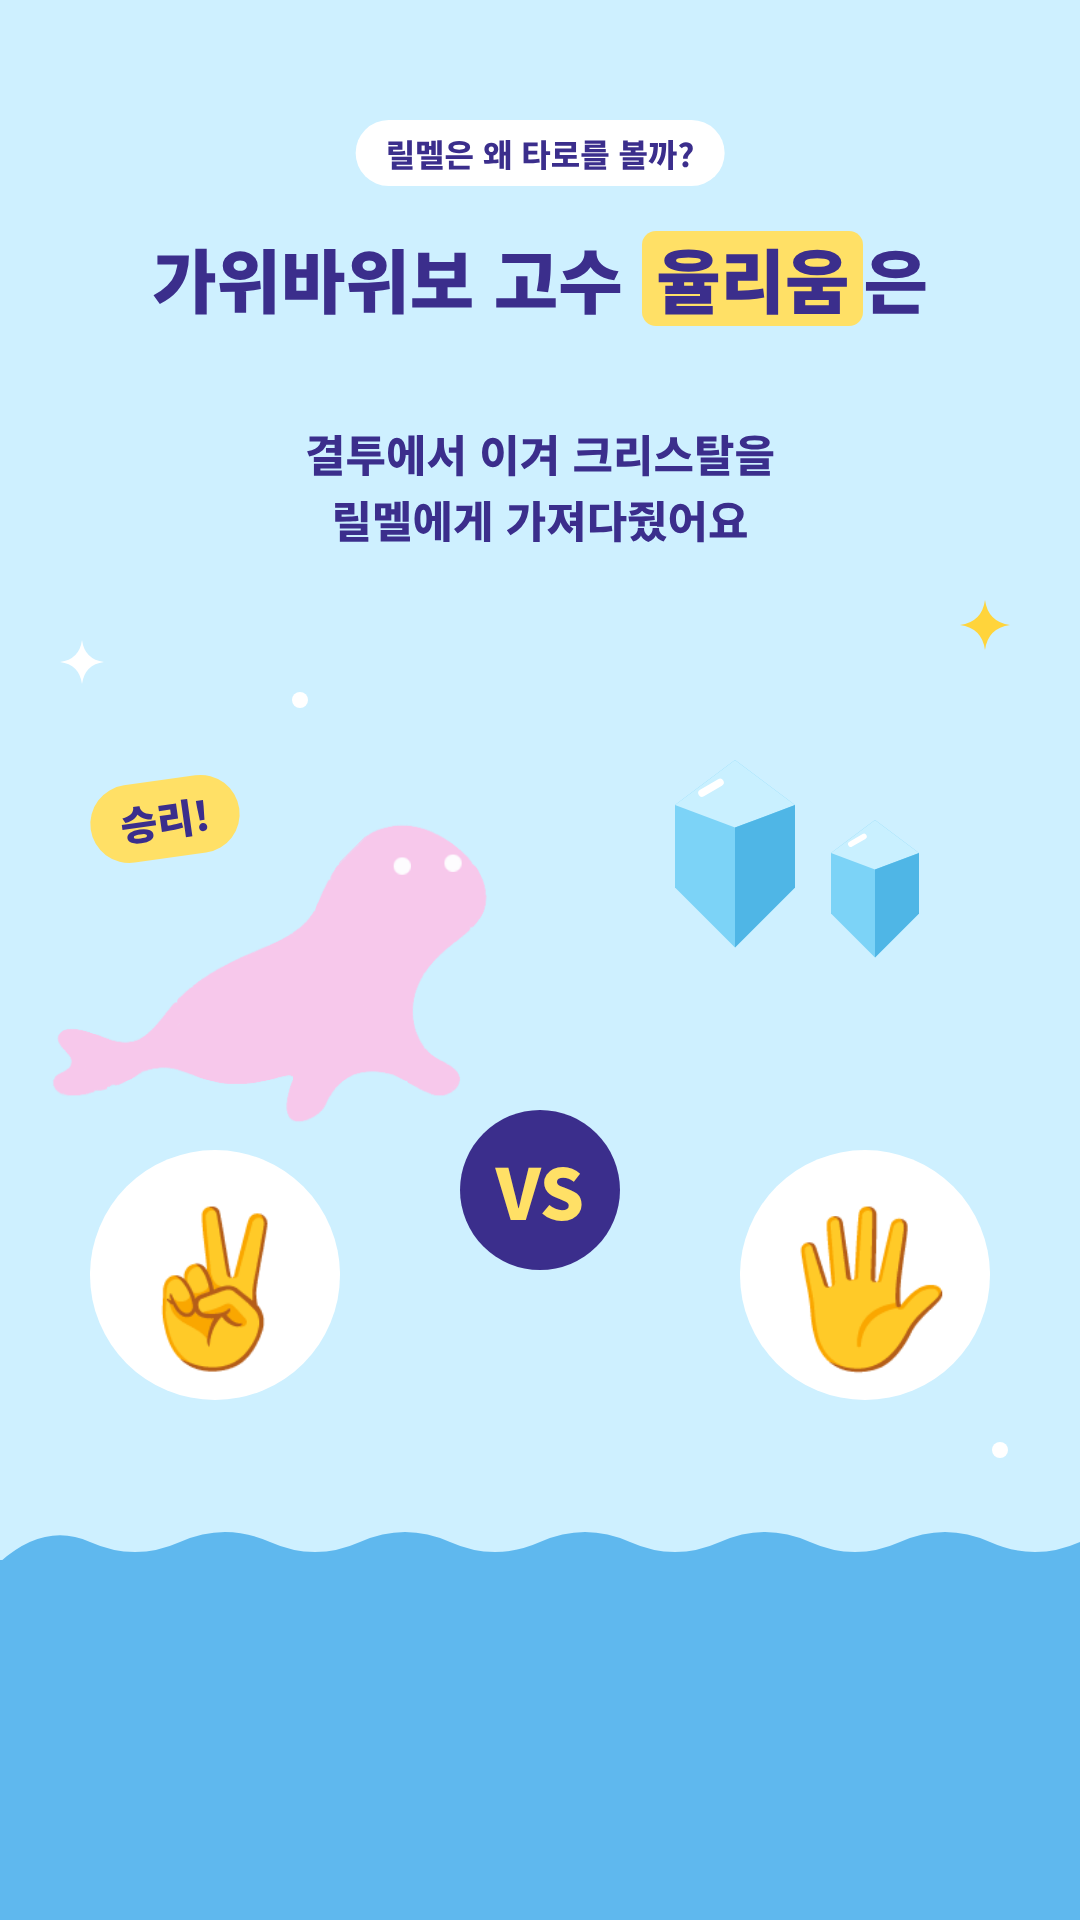 릴멜은 왜 타로를 볼까?
가위바위보 고수 율리움은
결투에서 이겨 크리스탈을
릴멜에게 가져다줬어요
승리!
VS